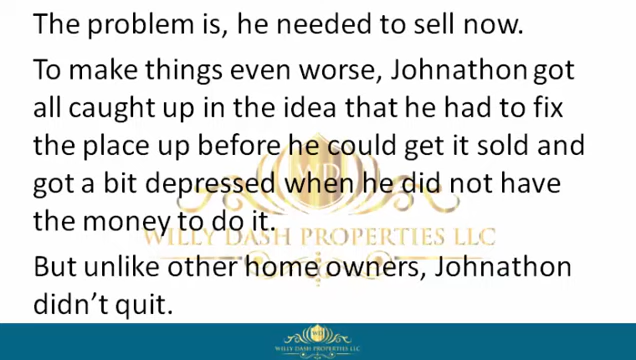 The problem is, he needed to sell now.
To make things even worse, Johnathon got
all caught up in the idea that he had to fix
the place up before he could get it sold and
got a bit depressed when he did not have
the money to do it.
WD
WILLY DASH PROPERTIES LLC
But unlike other home owners, Johnathon
didn't quit.
WD
WILLY DASH PROPERTIES LLC